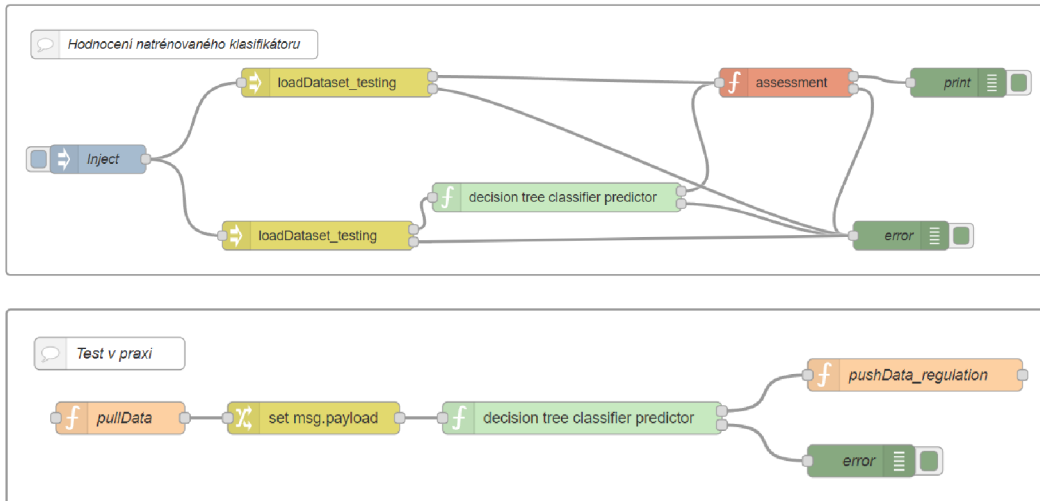 Hodnocení natrénovaného klasifikátoru
loadDataset_testing
assessment
print
Inject
decision tree classifier predictor
loadDataset_testing
error
Test v praxi
pushData_regulation
pullData
set msg.payload
decision tree classifier predictor
error